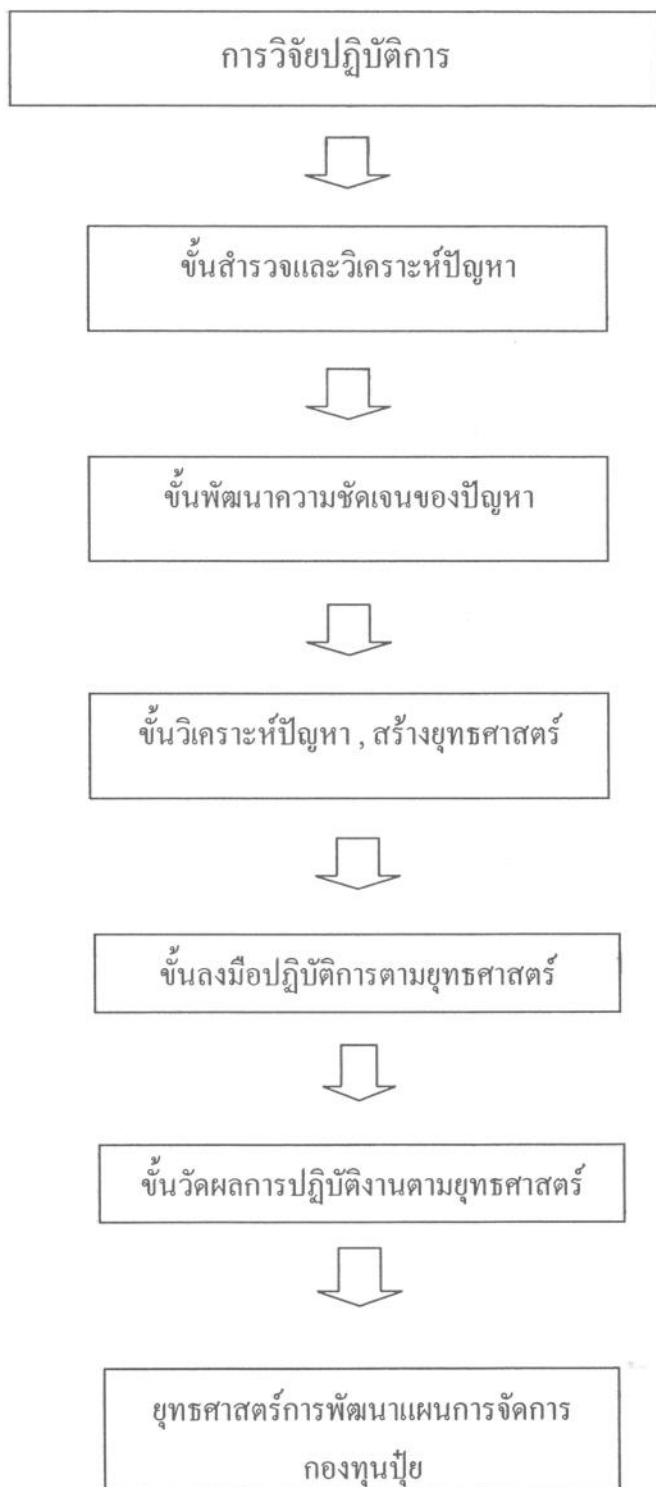 การวิจัยปฏิบัติการ
ขั้นสำรวจและวิเคราะห์ปัญหา
ขั้นพัฒนาความชัดเจนของปัญหา
ขั้นวิเคราะห์ปัญหา , สร้างยุทธศาสตร์
ขั้นลงมือปฏิบัติการตามยุทธศาสตร์
ขั้นวัดผลการปฏิบัติงานตามยุทธศาสตร์
ยุทธศาสตร์การพัฒนาแผนการจัดการ
กองทุนปุ๋ย